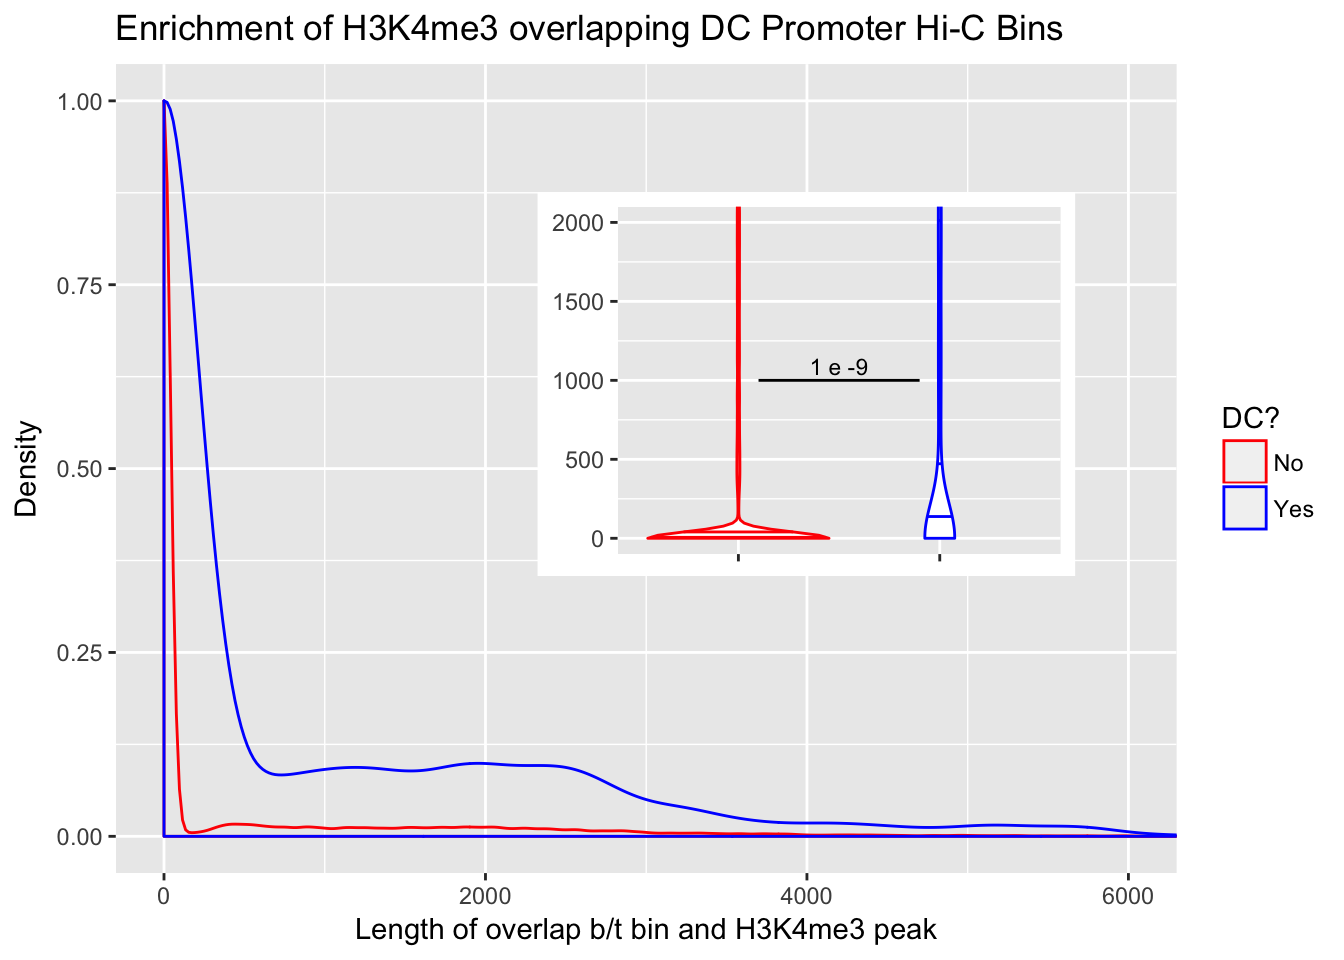 Enrichment of H3K4me3 overlapping DC Promoter Hi-C Bins
1.00
0.75
0.50
0.25
0.00
Density
2000
1500
1000
500
0
1 e -9
DC?
No
Yes
0 2000 4000 6000
Length of overlap b/t bin and H3K4me3 peak